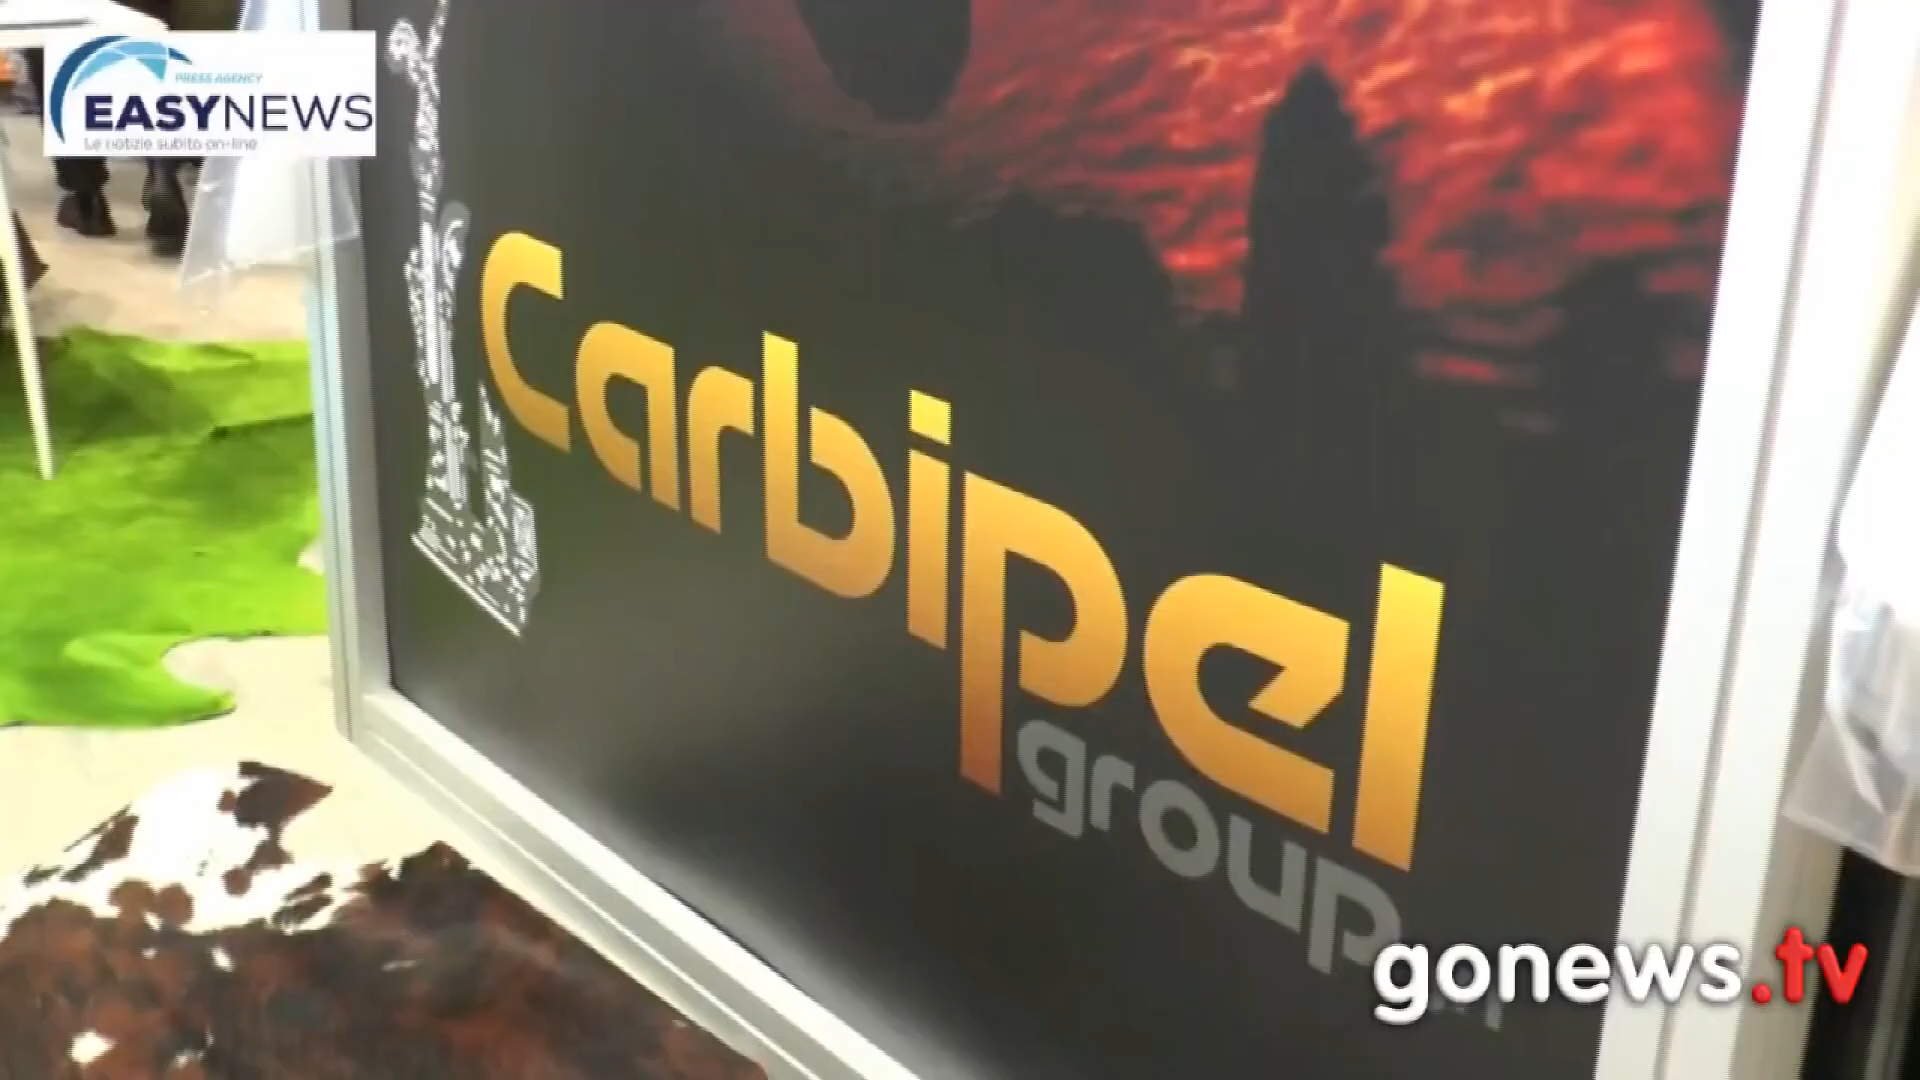 PRESS AGENCY
EASYNEWS
Le notizie subito on-line
Carbipel
group
gonews.tv